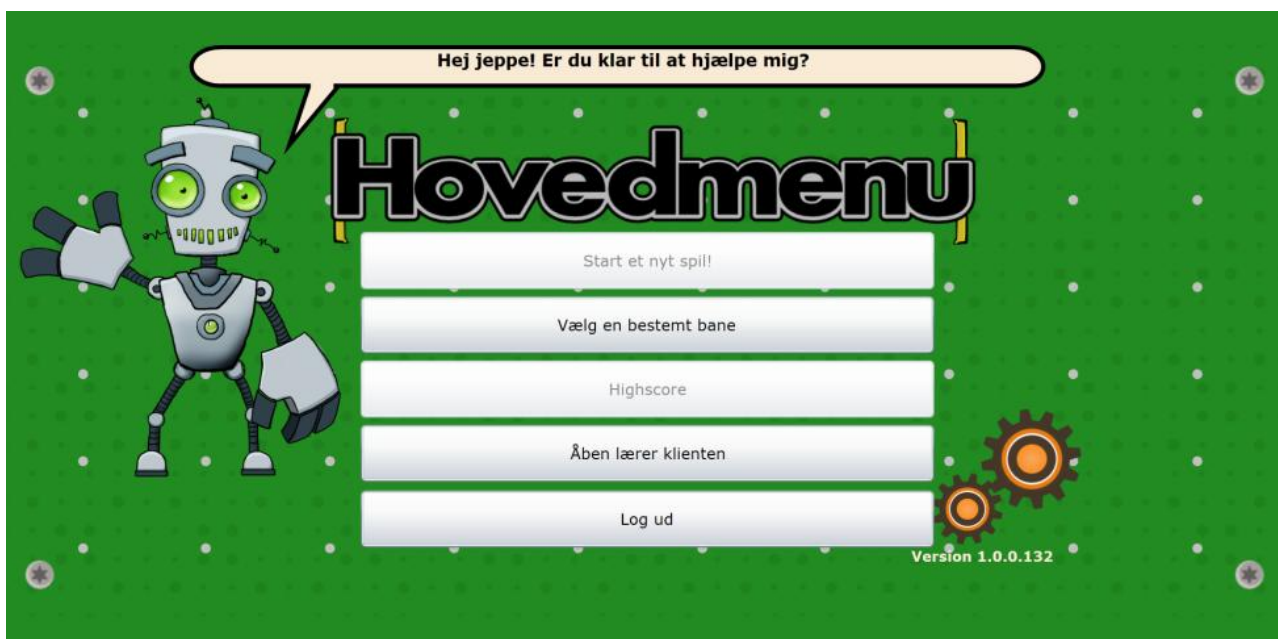 Hej jeppe! Er du klar til at hjælpe mig?
Hovedmenu
Start et nyt spil!
Vælg en bestemt bane
Highscore
Åben lærer klienten
Log ud
Version 1.0.0.132